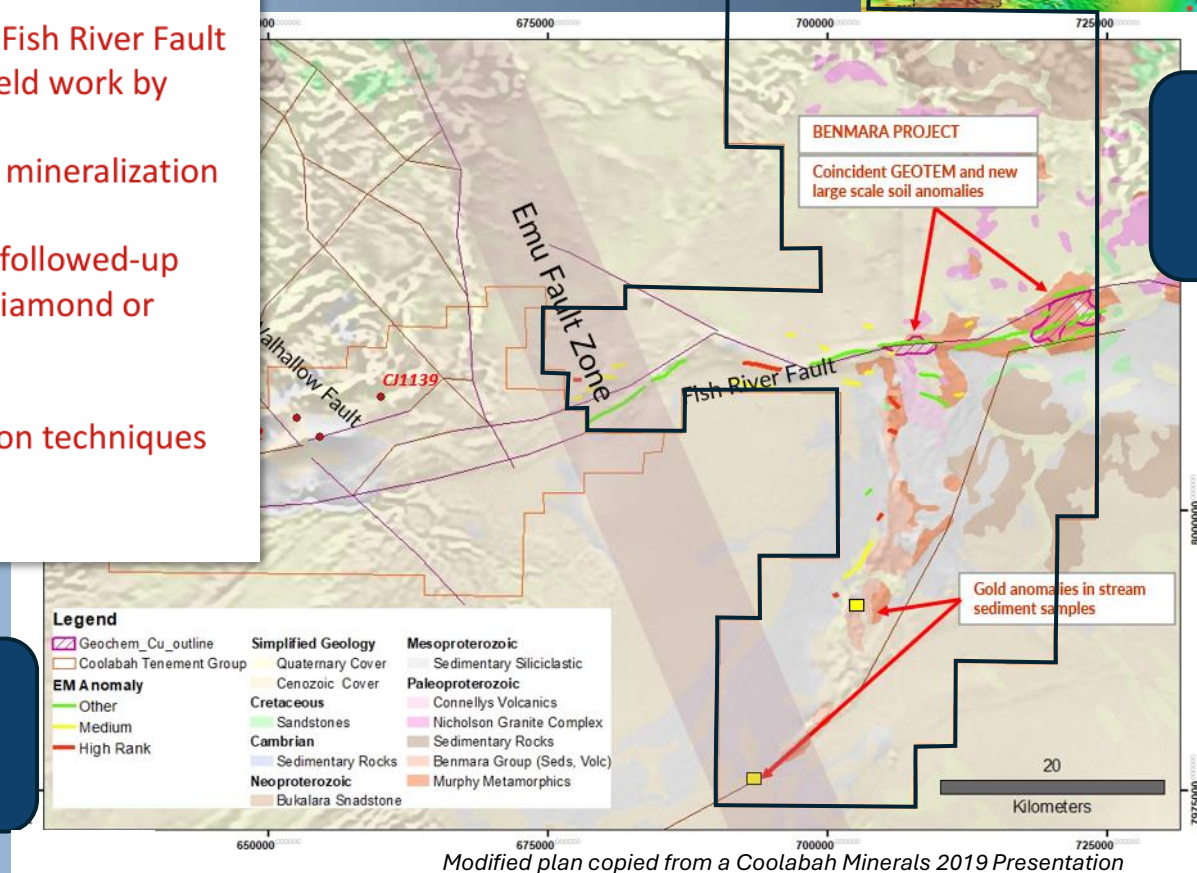 Fish River Fault
eld work by
mineralization
followed-up
iamond or
on techniques
675000
700000
725000
BENMARA PROJECT
Coincident GEOTEM and new
large scale soil anomalies
Emu Fault Zone
Fish River Fault
alhallow Fault
CJ1139
Gold anomalies in stream
sediment samples
Legend
Geochem_Cu_outline
Coolabah Tenement Group
EM Anomaly
Other
Medium
High Rank
Simplified Geology
Quaternary Cover
Cenozoic Cover
Cretaceous
Sandstones
Cambrian
Sedimentary Rocks
Neoproterozoic
Bukalara Snadstone
Mesoproterozoic
Sedimentary Siliciclastic
Paleoproterozoic
Connellys Volcanics
Nicholson Granite Complex
Sedimentary Rocks
Benmara Group (Seds, Volc)
Murphy Metamorphics
20
Kilometers
650000
675000
700000
725000
Modified plan copied from a Coolabah Minerals 2019 Presentation